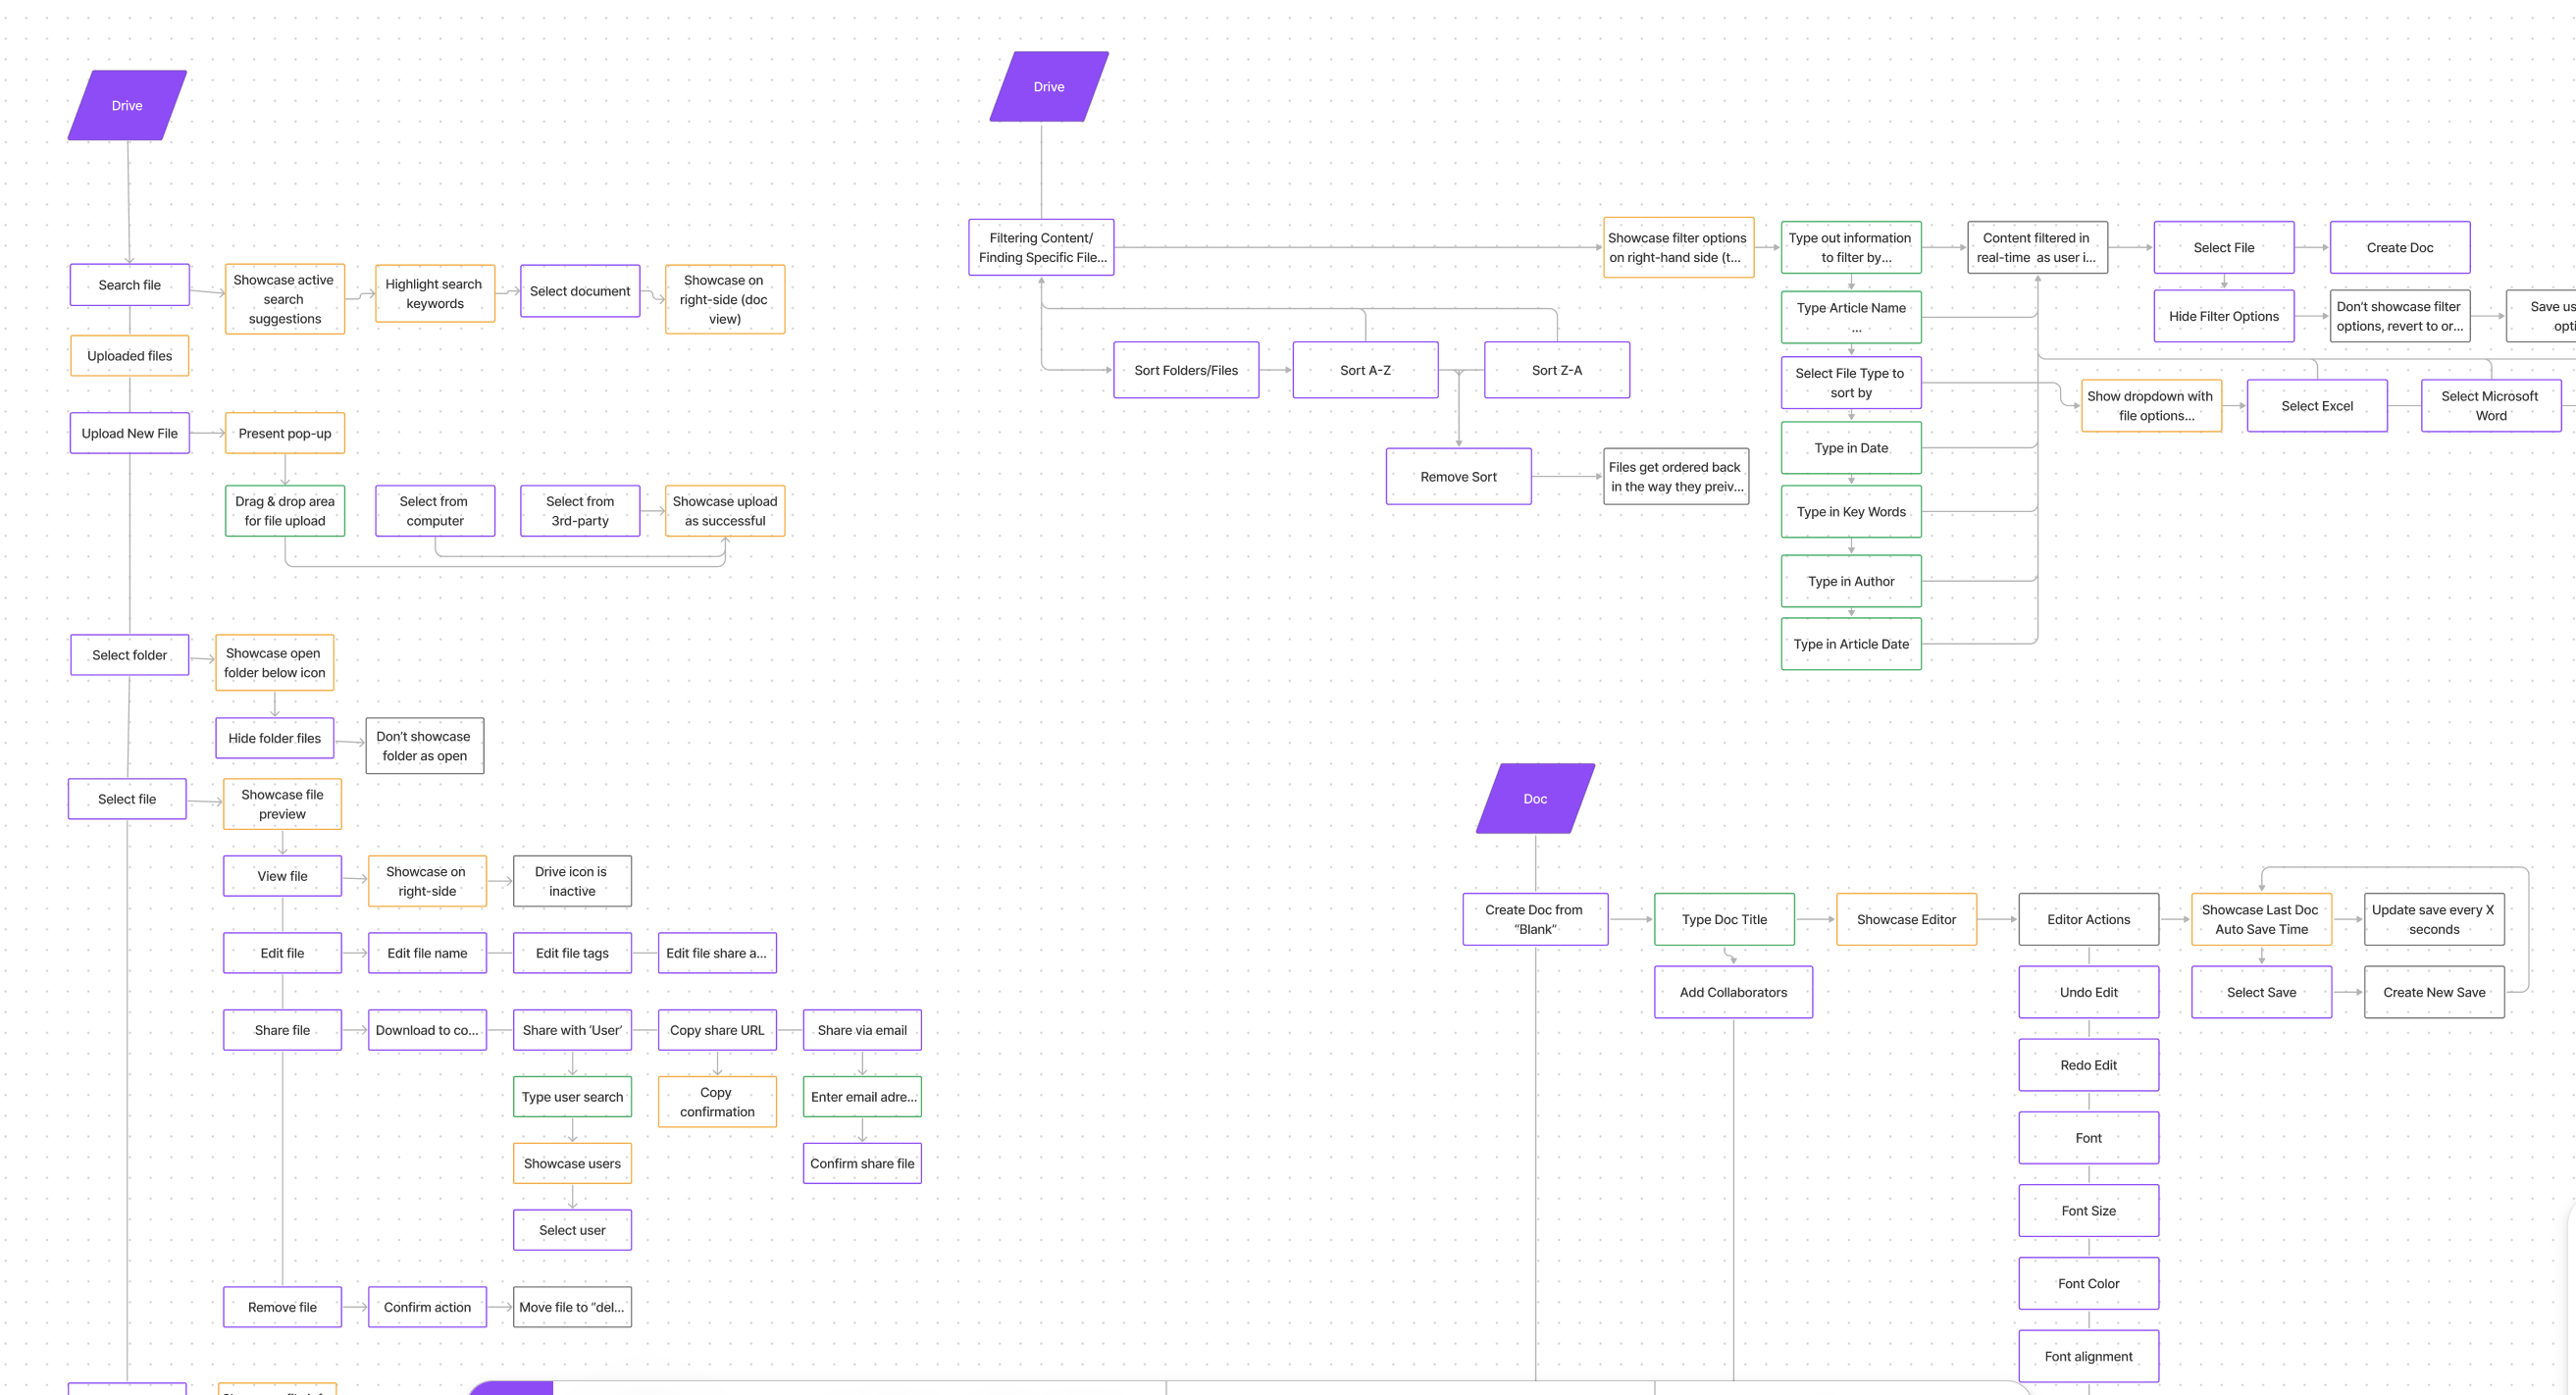 Drive
Search file
Showcase active
search
suggestions
Highlight search
keywords
Select document
Showcase on
right-side (doc
view)
Uploaded files
Upload New File
Present pop-up
Drag & drop area
for file upload
Select from
computer
Select from
3rd-party
Showcase upload
as successful
Select folder
Showcase open
folder below icon
Hide folder files
Don't showcase
folder as open
Select file
Showcase file
preview
View file
Showcase on
right-side
Drive icon is
inactive
Edit file
Edit file name
Edit file tags
Edit file share a...
Share file
Download to co...
Share with 'User'
Copy share URL
Share via email
Type user search
Copy
confirmation
Enter email adre...
Showcase users
Confirm share file
Select user
Remove file
Confirm action
Move file to "del...
Drive
Filtering Content/
Finding Specific File...
Showcase filter options
on right-hand side (t...
Type out information
to filter by...
Content filtered in
real-time as user i...
Select File
Create Doc
Type Article Name
...
Hide Filter Options
Don't showcase filter
options, revert to or...
Save us
opti
Sort Folders/Files
Sort A-Z
Sort Z-A
Select File Type to
sort by
Show dropdown with
file options...
Select Excel
Select Microsoft
Word
Type in Date
Remove Sort
Files get ordered back
in the way they preiv...
Type in Key Words
Type in Author
Type in Article Date
Doc
Create Doc from
"Blank"
Type Doc Title
Showcase Editor
Editor Actions
Showcase Last Doc
Auto Save Time
Update save every X
seconds
Add Collaborators
Undo Edit
Select Save
Create New Save
Redo Edit
Font
Font Size
Font Color
Font alignment